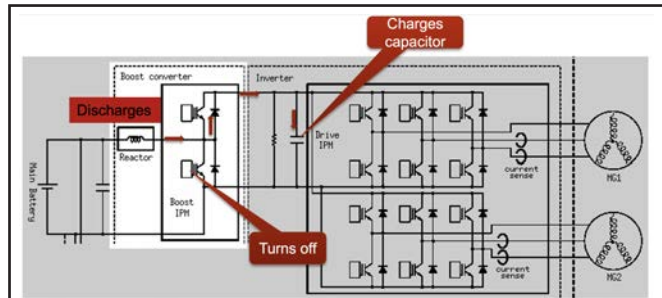 Charges
capacitor
Boost converter
Inverter
Discharges
Reactor
Drive
IPM
Main Battery
Boost
IPM
current
sense
MG1
Turns off
current
sense
MG2